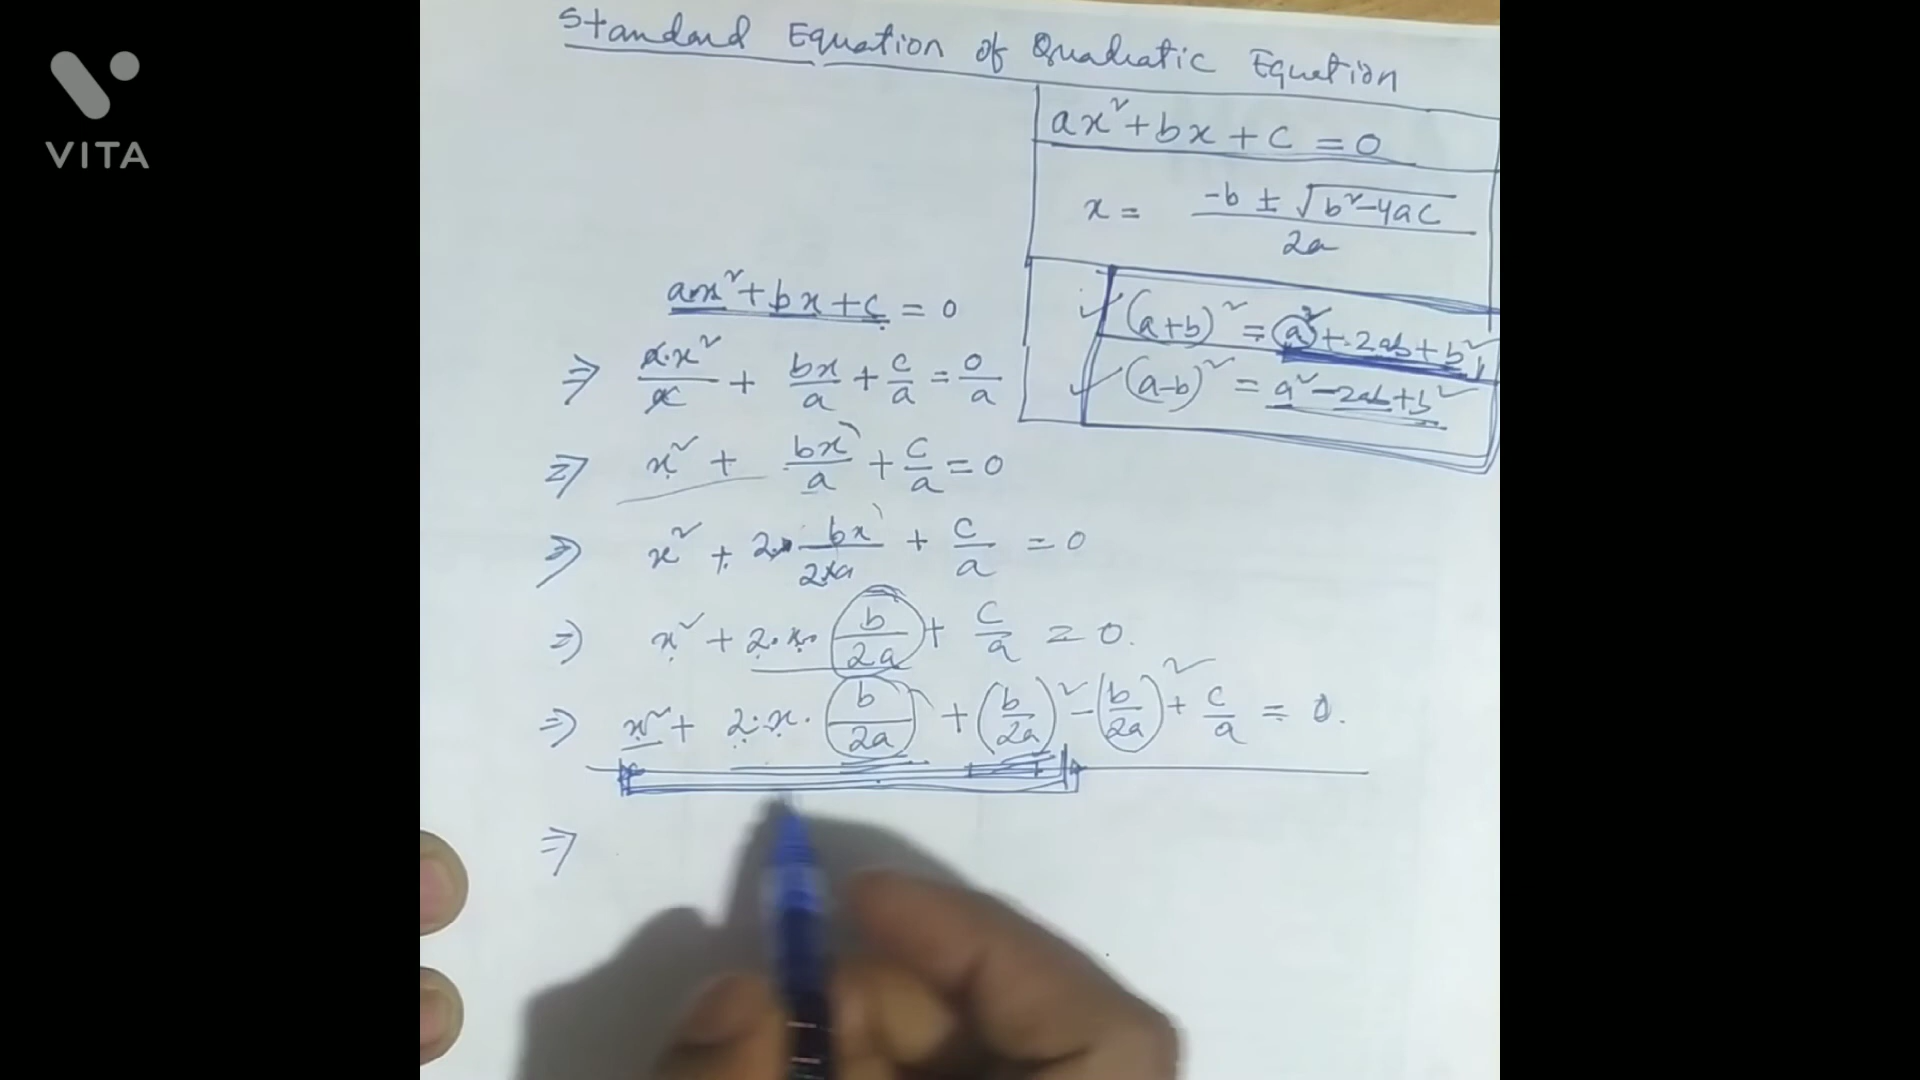 VITA
Standard Equation of Quadratic Equation
ax² + bx + c = 0
x = (-b ± √(b² - 4ac)) / 2a
(a+b)² = a² + 2ab + b²
(a-b)² = a² - 2ab + b²
ax² + bx + c = 0
⇒ a·x²/a + bx/a + c/a = 0/a
⇒ x² + bx/a + c/a = 0
⇒ x² + 2· bx/2×a + c/a = 0
⇒ x² + 2·x· b/2a + c/a = 0.
⇒ x² + 2·x· b/2a + (b/2a)² - (b/2a)² + c/a = 0.
⇒